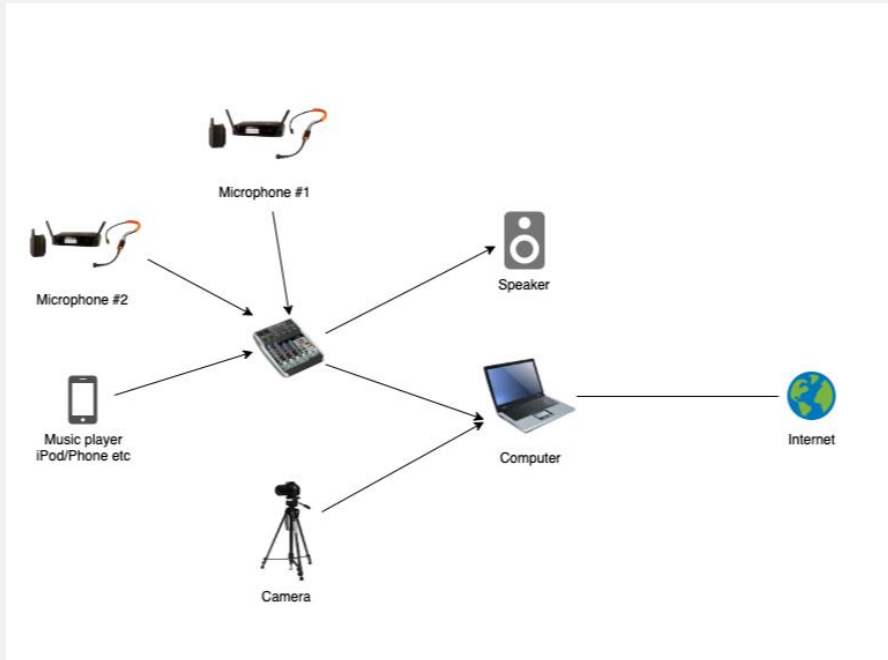 Microphone #1
Microphone #2
Speaker
Music player
iPod/Phone etc
Computer
Internet
Camera